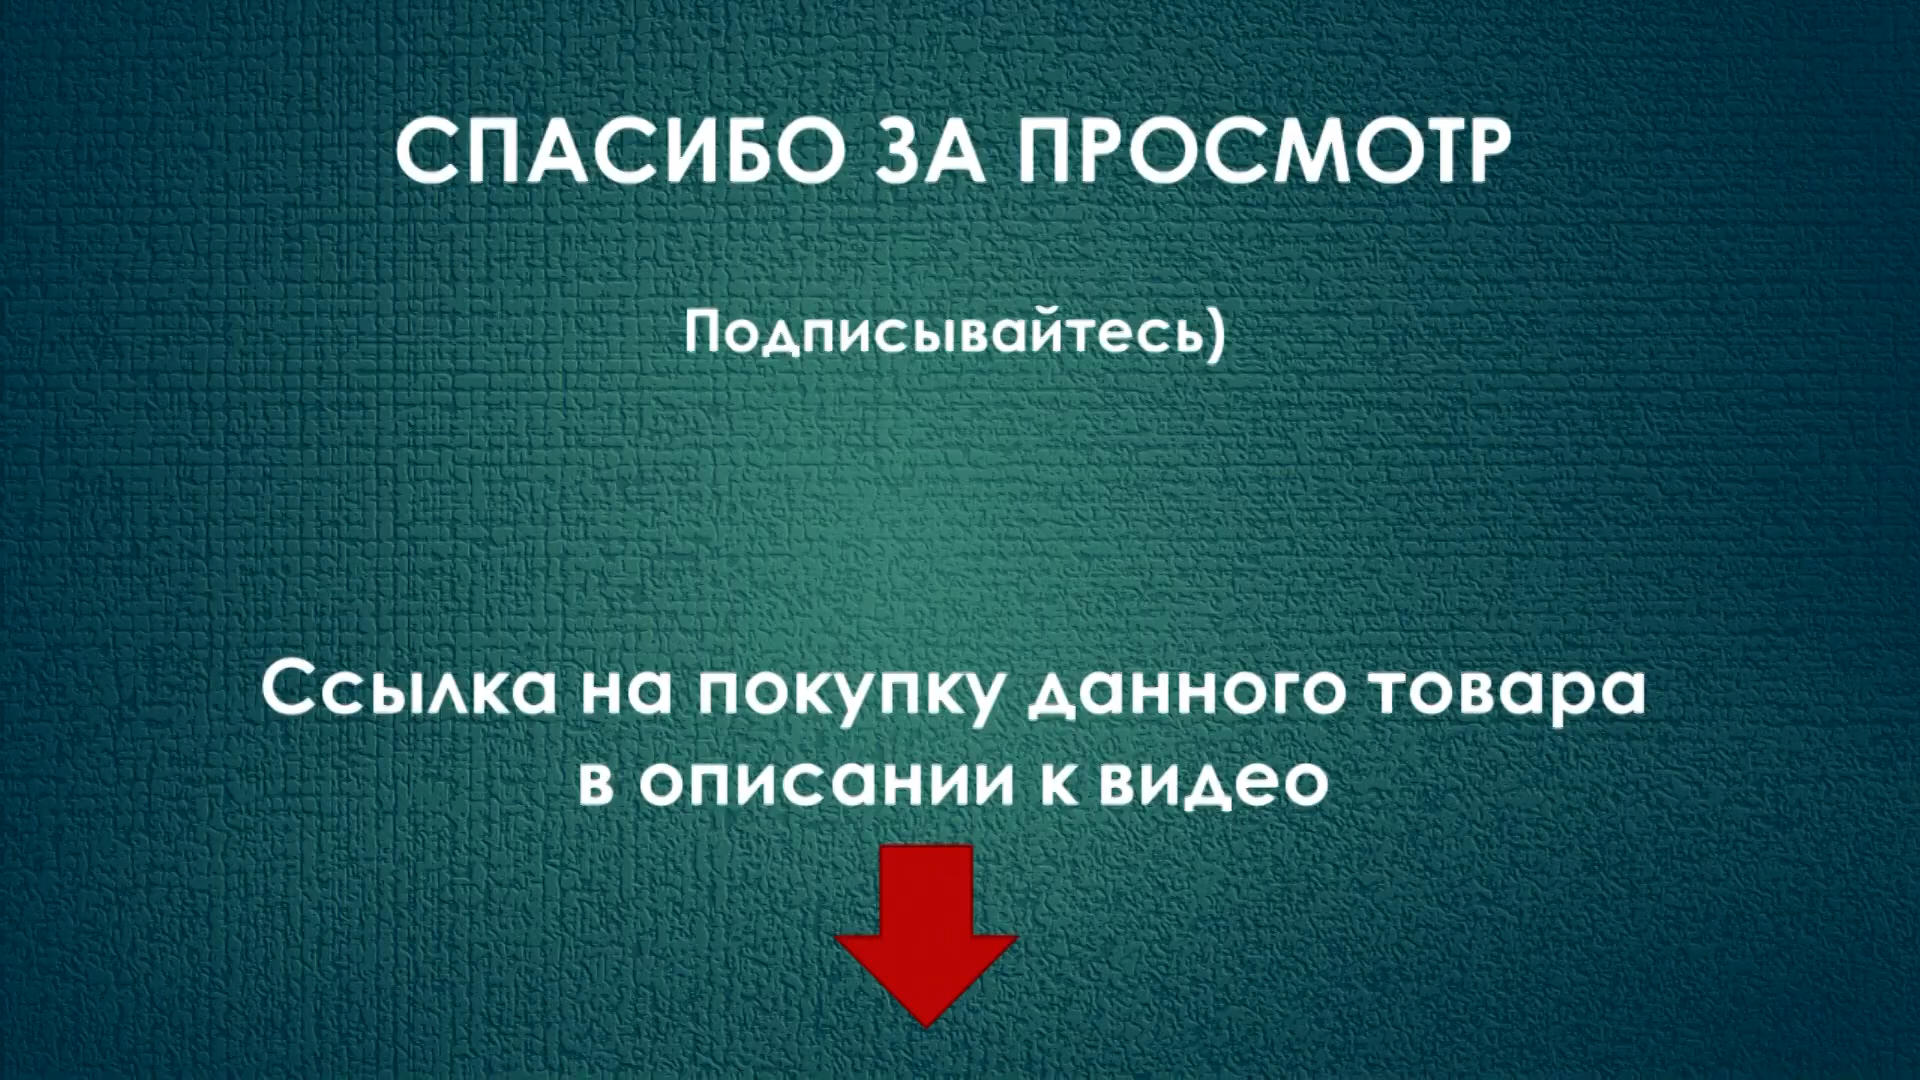 СПАСИБО ЗА ПРОСМОТР
Подписывайтесь)
Ссылка на покупку данного товара
в описании к видео